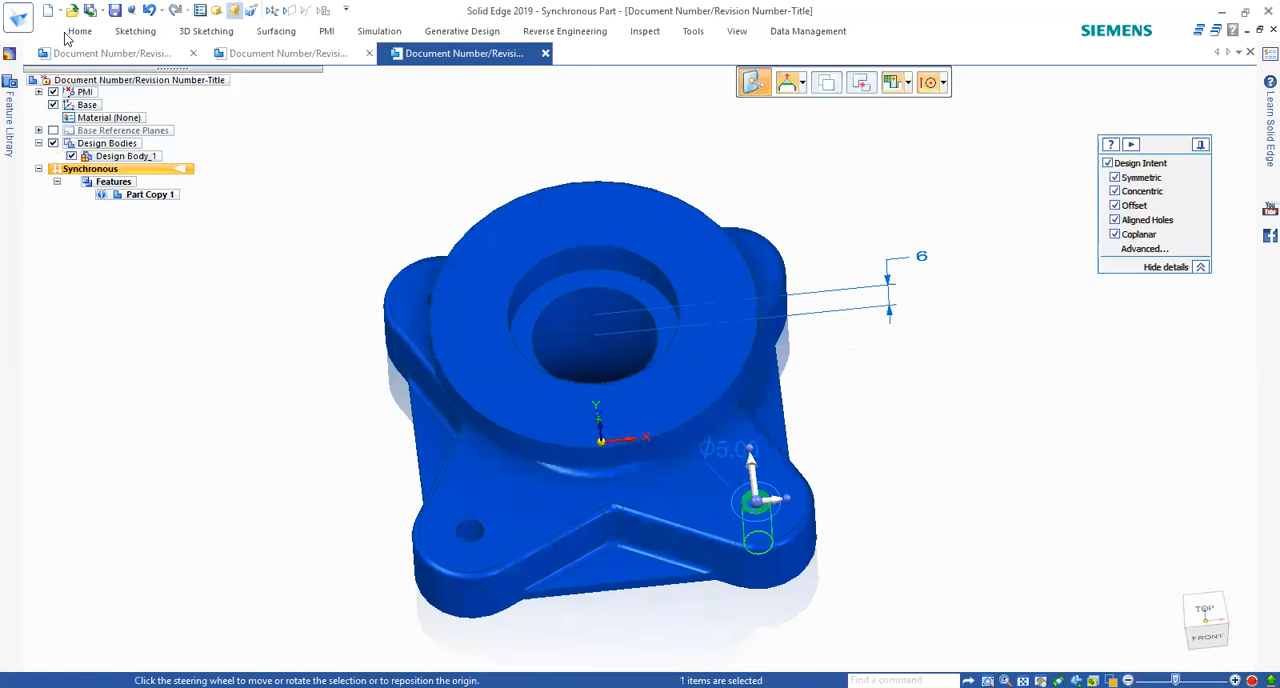 Solid Edge 2019 - Synchronous Part - [Document Number/Revision Number-Title]
Home Sketching 3D Sketching Surfacing PMI Simulation Generative Design Reverse Engineering Inspect Tools View Data Management SIEMENS
Document Number/Revisi... Document Number/Revis... Document Number/Revisi...
Document Number/Revision Number-Title
PMI
Base
Material (None)
Base Reference Planes
Design Bodies
Design Body_1
Synchronous
Features
Part Copy 1
Feature Library
Learn Solid Edge
You Tube
Design Intent
Symmetric
Concentric
Offset
Aligned Holes
Coplanar
Advanced...
Hide details
6
Y
X
Z
TOP
FRONT
Click the steering wheel to move or rotate the selection or to reposition the origin. 1 items are selected Find a command